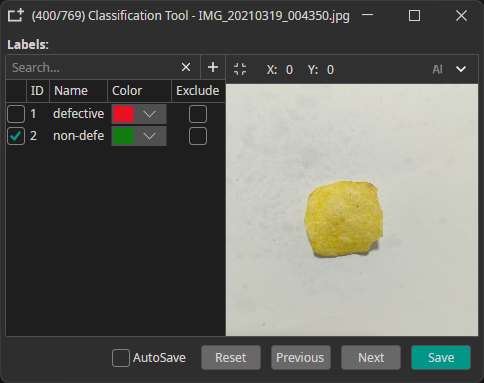 (400/769) Classification Tool - IMG_20210319_004350.jpg
Labels:
Search...
X: 0 Y: 0
AI
ID Name Color Exclude
1 defective
2 non-defe
AutoSave Reset Previous Next Save